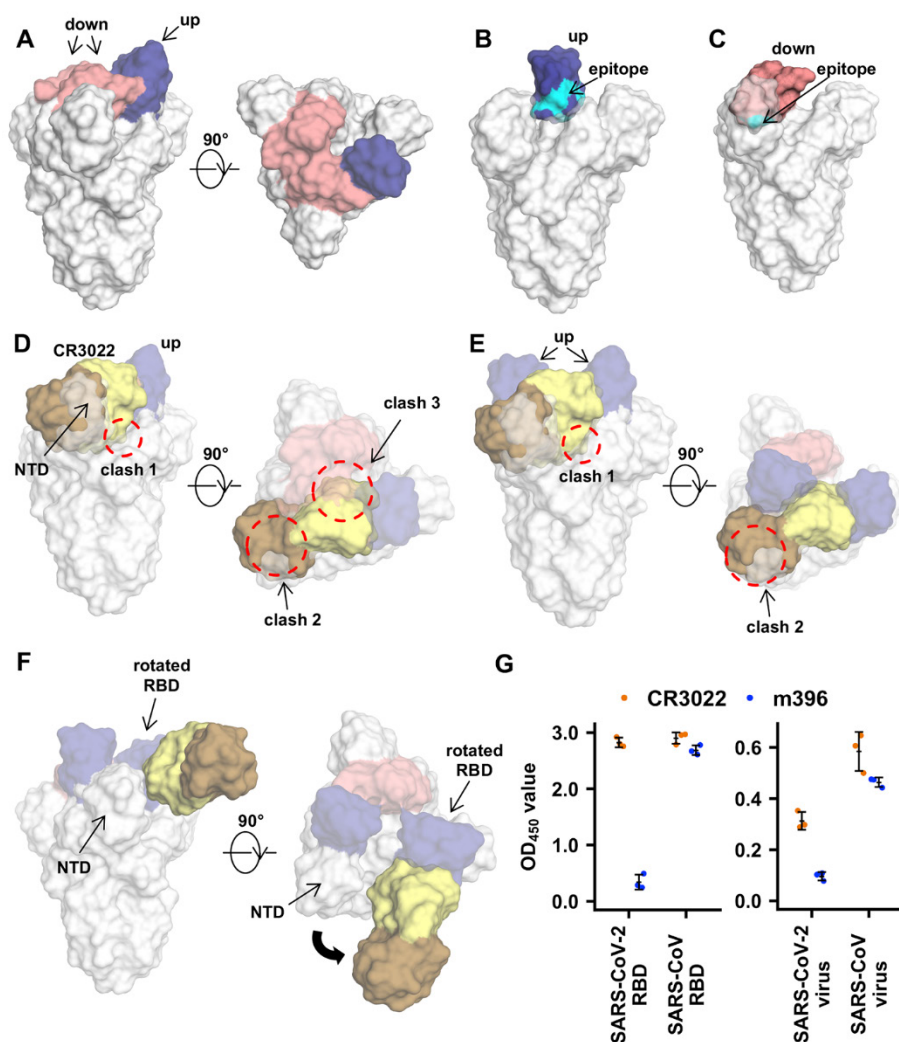 A
down
up
90°
B
up
epitope
C
down
epitope
D
CR3022
up
NTD
clash 1
90°
clash 3
clash 2
E
up
clash 1
90°
clash 2
F
rotated
RBD
NTD
90°
rotated
RBD
NTD
G
CR3022
m396
OD450 value
3.0
2.0
1.0
0.0
SARS-CoV-2
RBD
SARS-CoV
RBD
0.6
0.4
0.2
0.0
SARS-CoV-2
virus
SARS-CoV
virus